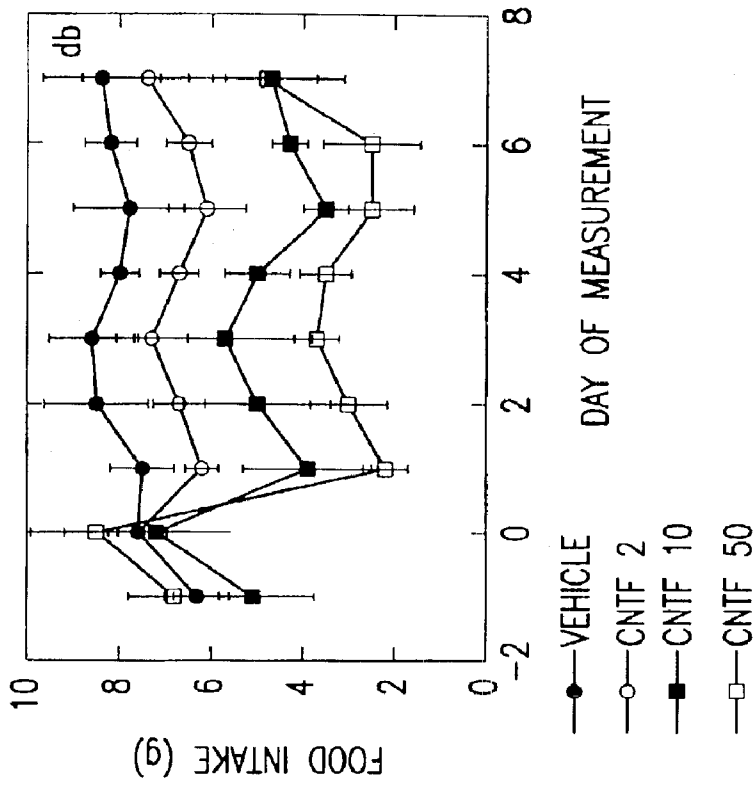 db
FOOD INTAKE (g)
10
8
6
4
2
0
-2
0
2
4
6
8
DAY OF MEASUREMENT
VEHICLE
CNTF 2
CNTF 10
CNTF 50